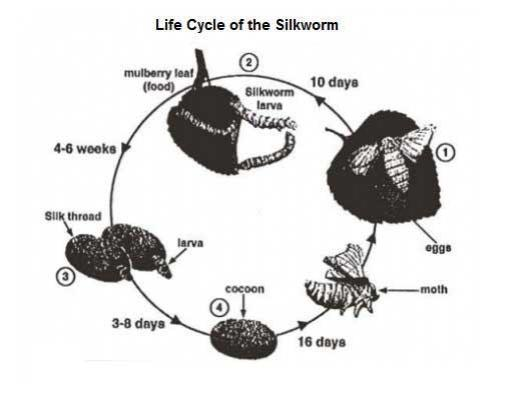 Life Cycle of the Silkworm
2
mulberry leaf
(food)
Silkworm
larva
10 days
1
eggs
moth
16 days
cocoon
4
3-8 days
larva
3
Silk thread
4-6 weeks